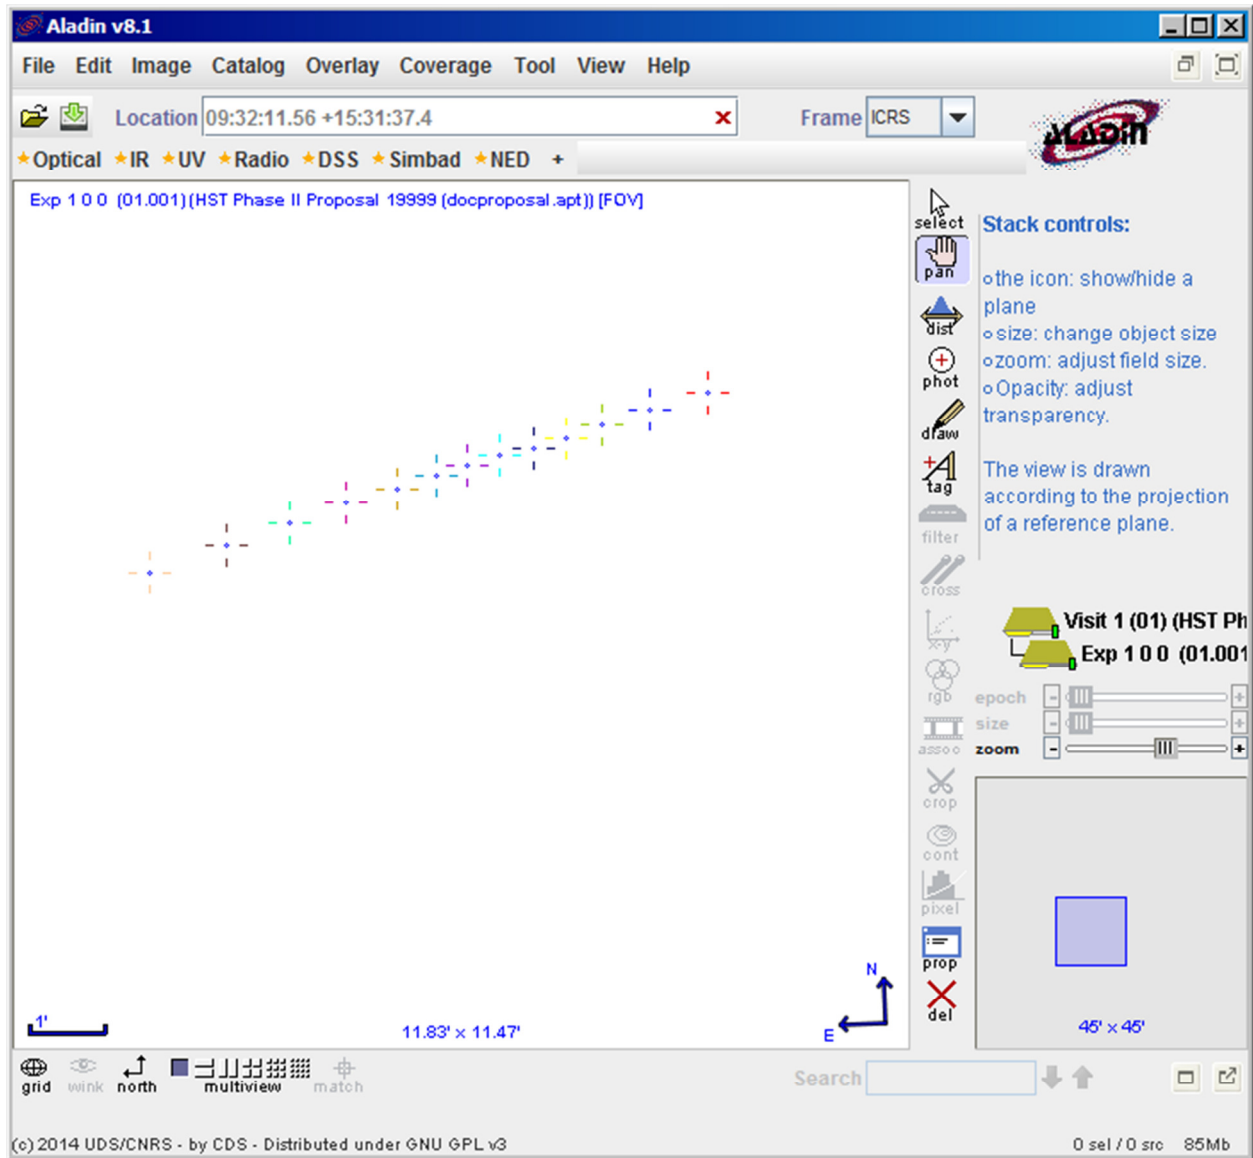 Aladin v8.1
File Edit Image Catalog Overlay Coverage Tool View Help
Location 09:32:11.56 +15:31:37.4 Frame ICRS
ALADiN
Optical IR UV Radio DSS Simbad NED +
Exp 1 0 0 (01.001) (HST Phase II Proposal 19999 (docproposal.apt)) [FOV]
select
pan
dist
phot
draw
tag
filter
cross
x-y
rgb
assoc
crop
cont
pixel
prop
del
Stack controls:
the icon: show/hide a
plane
size: change object size
zoom: adjust field size.
Opacity: adjust
transparency.
The view is drawn
according to the projection
of a reference plane.
Visit 1 (01) (HST Ph
Exp 1 0 0 (01.001
epoch - +
size - +
zoom - +
N
E
1'
11.83' x 11.47'
45' x 45'
grid wink north multiview match
Search
(c) 2014 UDS/CNRS - by CDS - Distributed under GNU GPL v3
0 sel / 0 src 85Mb